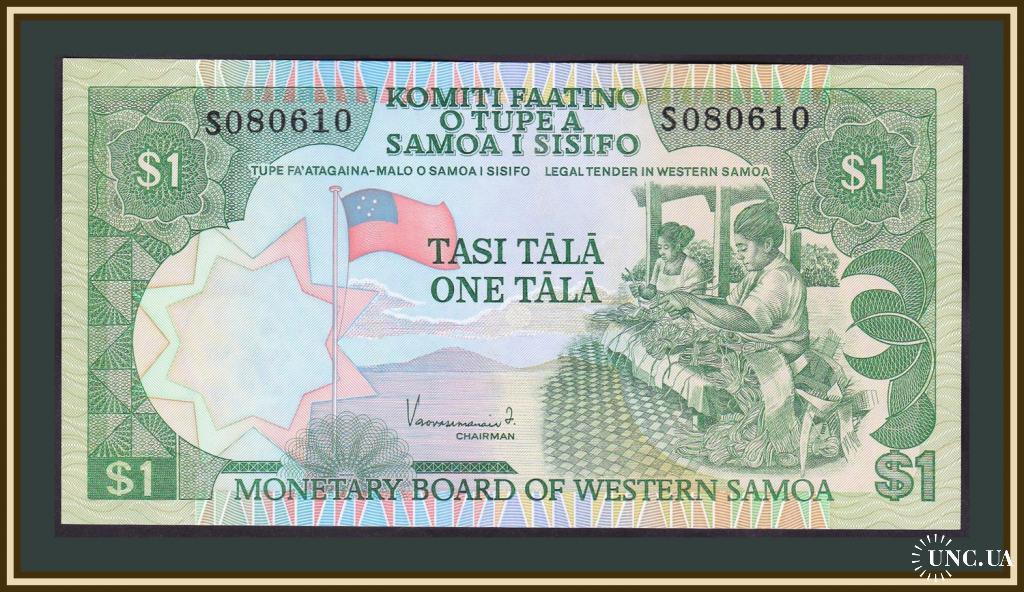 KOMITI FAATINO
O TUPE A
SAMOA I SISIFO
S080610
S080610
$1
$1
TUPE FA'ATAGAINA-MALO O SAMOA I SISIFO LEGAL TENDER IN WESTERN SAMOA
TASI TĀLĀ
ONE TĀLĀ
CHAIRMAN
$1
$1
MONETARY BOARD OF WESTERN SAMOA
UNC.UA